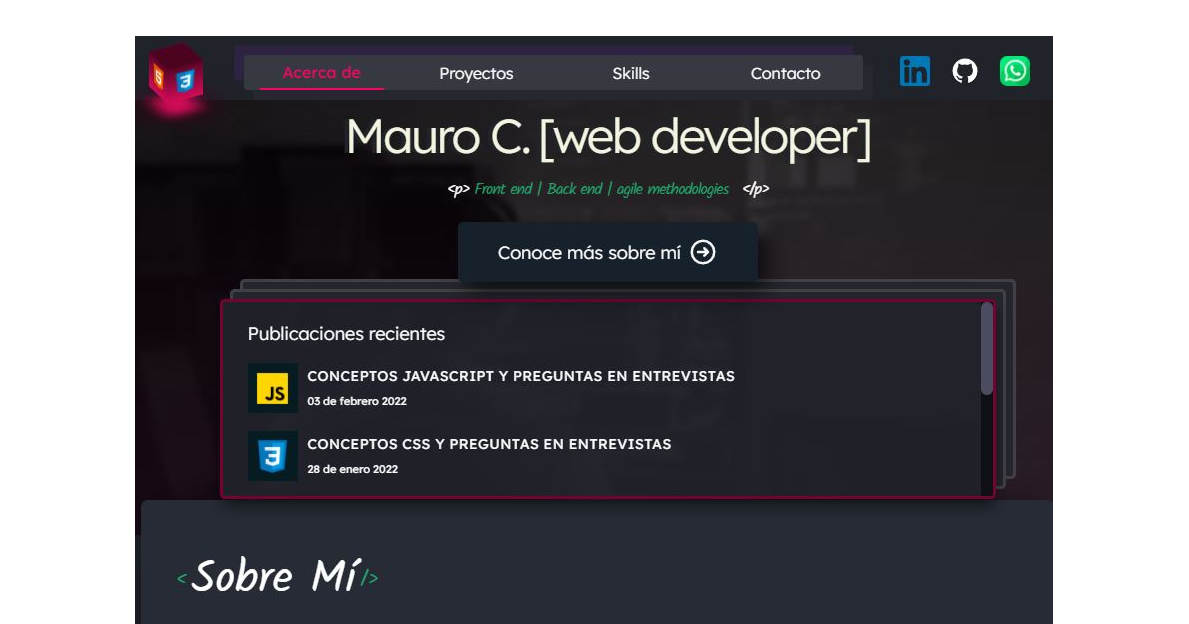 Acerca de Proyectos Skills Contacto
Mauro C. [web developer]
<p> Front end | Back end | agile methodologies </p>
Conoce más sobre mí
Publicaciones recientes
JS
CONCEPTOS JAVASCRIPT Y PREGUNTAS EN ENTREVISTAS
03 de febrero 2022
3
CONCEPTOS CSS Y PREGUNTAS EN ENTREVISTAS
28 de enero 2022
<Sobre Mí/>